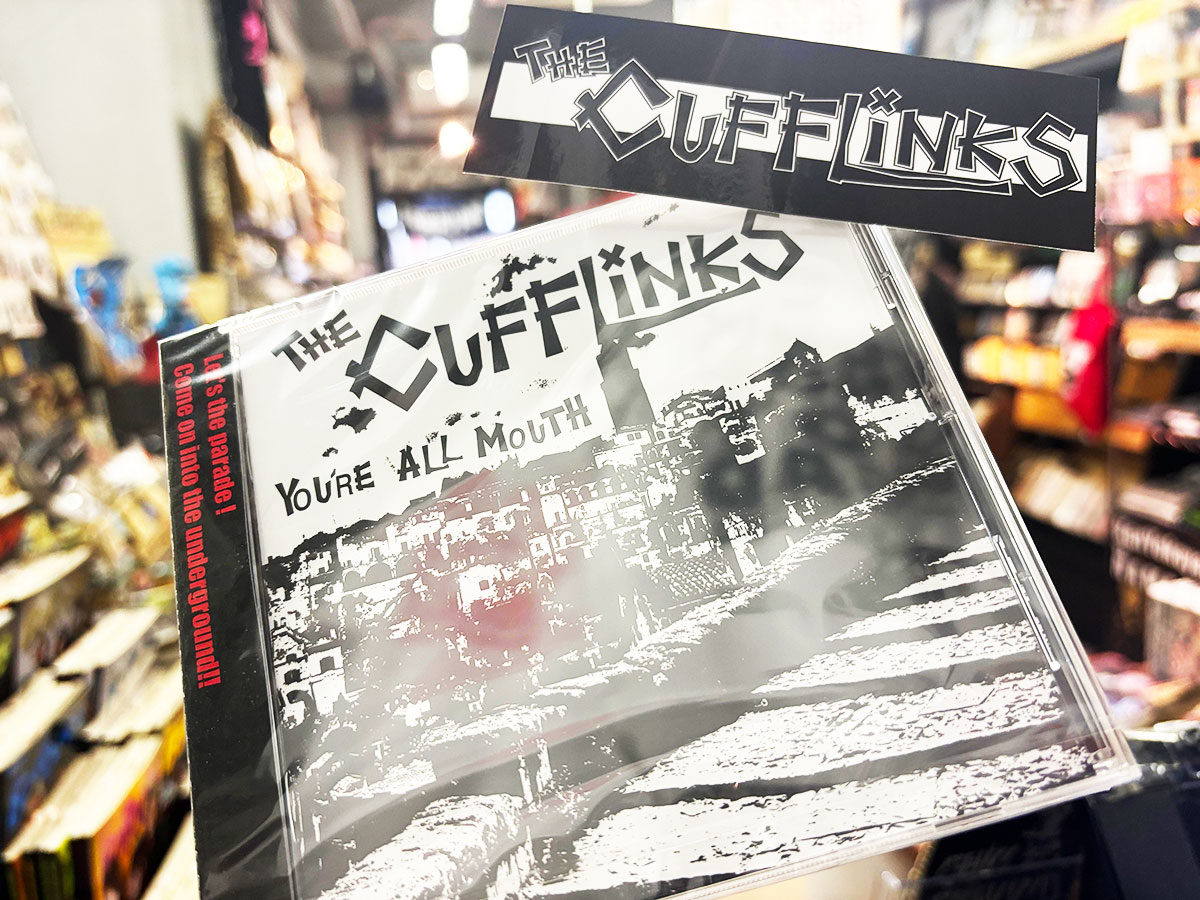 THE
CUFFLiNKS
THE
CUFFLiNKS
YOU'RE ALL MOUTH
Let's the parade!
Come on into the underground!!